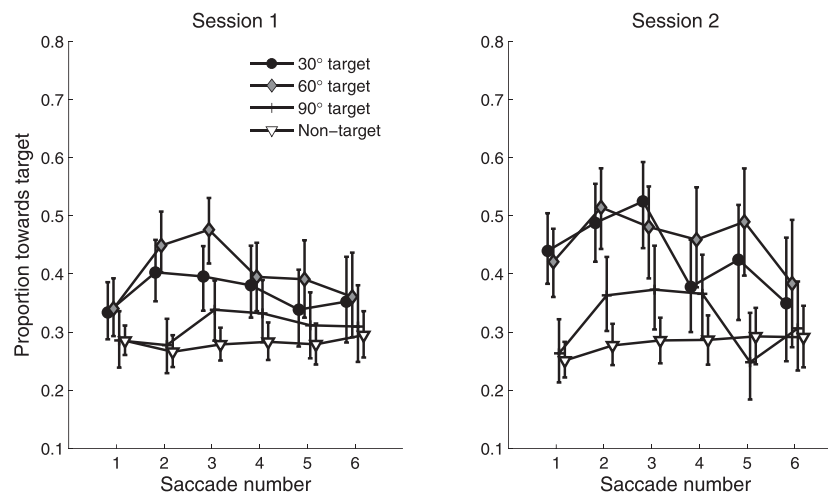 Session 1
Session 2
0.8
0.7
0.6
0.5
0.4
0.3
0.2
0.1
Proportion towards target
30° target
60° target
90° target
Non−target
1 2 3 4 5 6
Saccade number
0.8
0.7
0.6
0.5
0.4
0.3
0.2
0.1
1 2 3 4 5 6
Saccade number